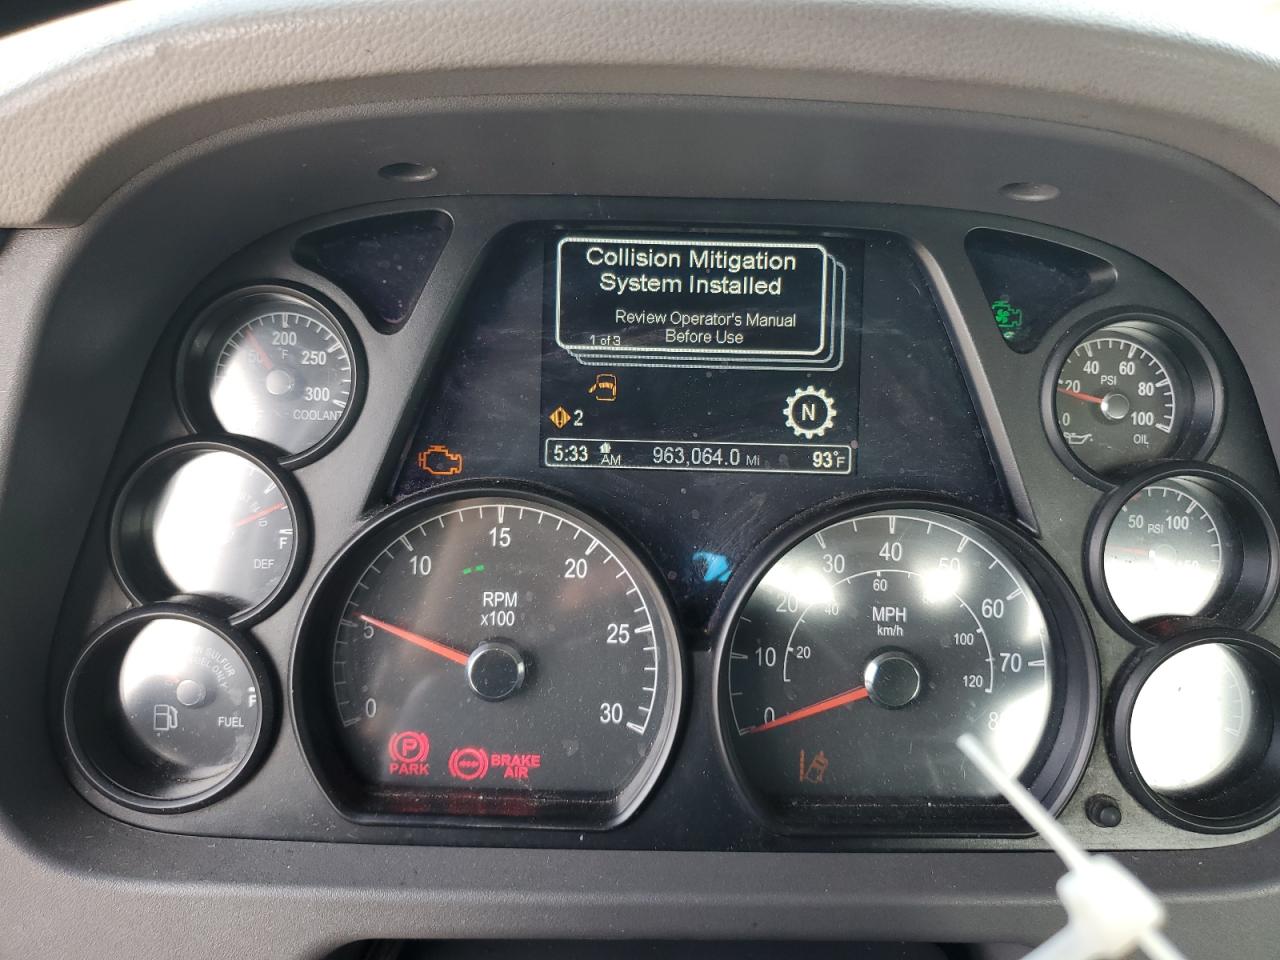 Collision Mitigation
System Installed
Review Operator's Manual
Before Use
1 of 3
2
N
5:33 AM 963,064.0 Mi 93°F
200
°F
250
300
COOLANT
F
DEF
FUEL ONLY
FUEL
0
5
10
15
20
25
30
RPM
x100
P
PARK
BRAKE
AIR
0
10
20
30
40
50
60
70
20
40
60
100
120
MPH
km/h
0
20
40
60
80
100
PSI
OIL
50
PSI
100